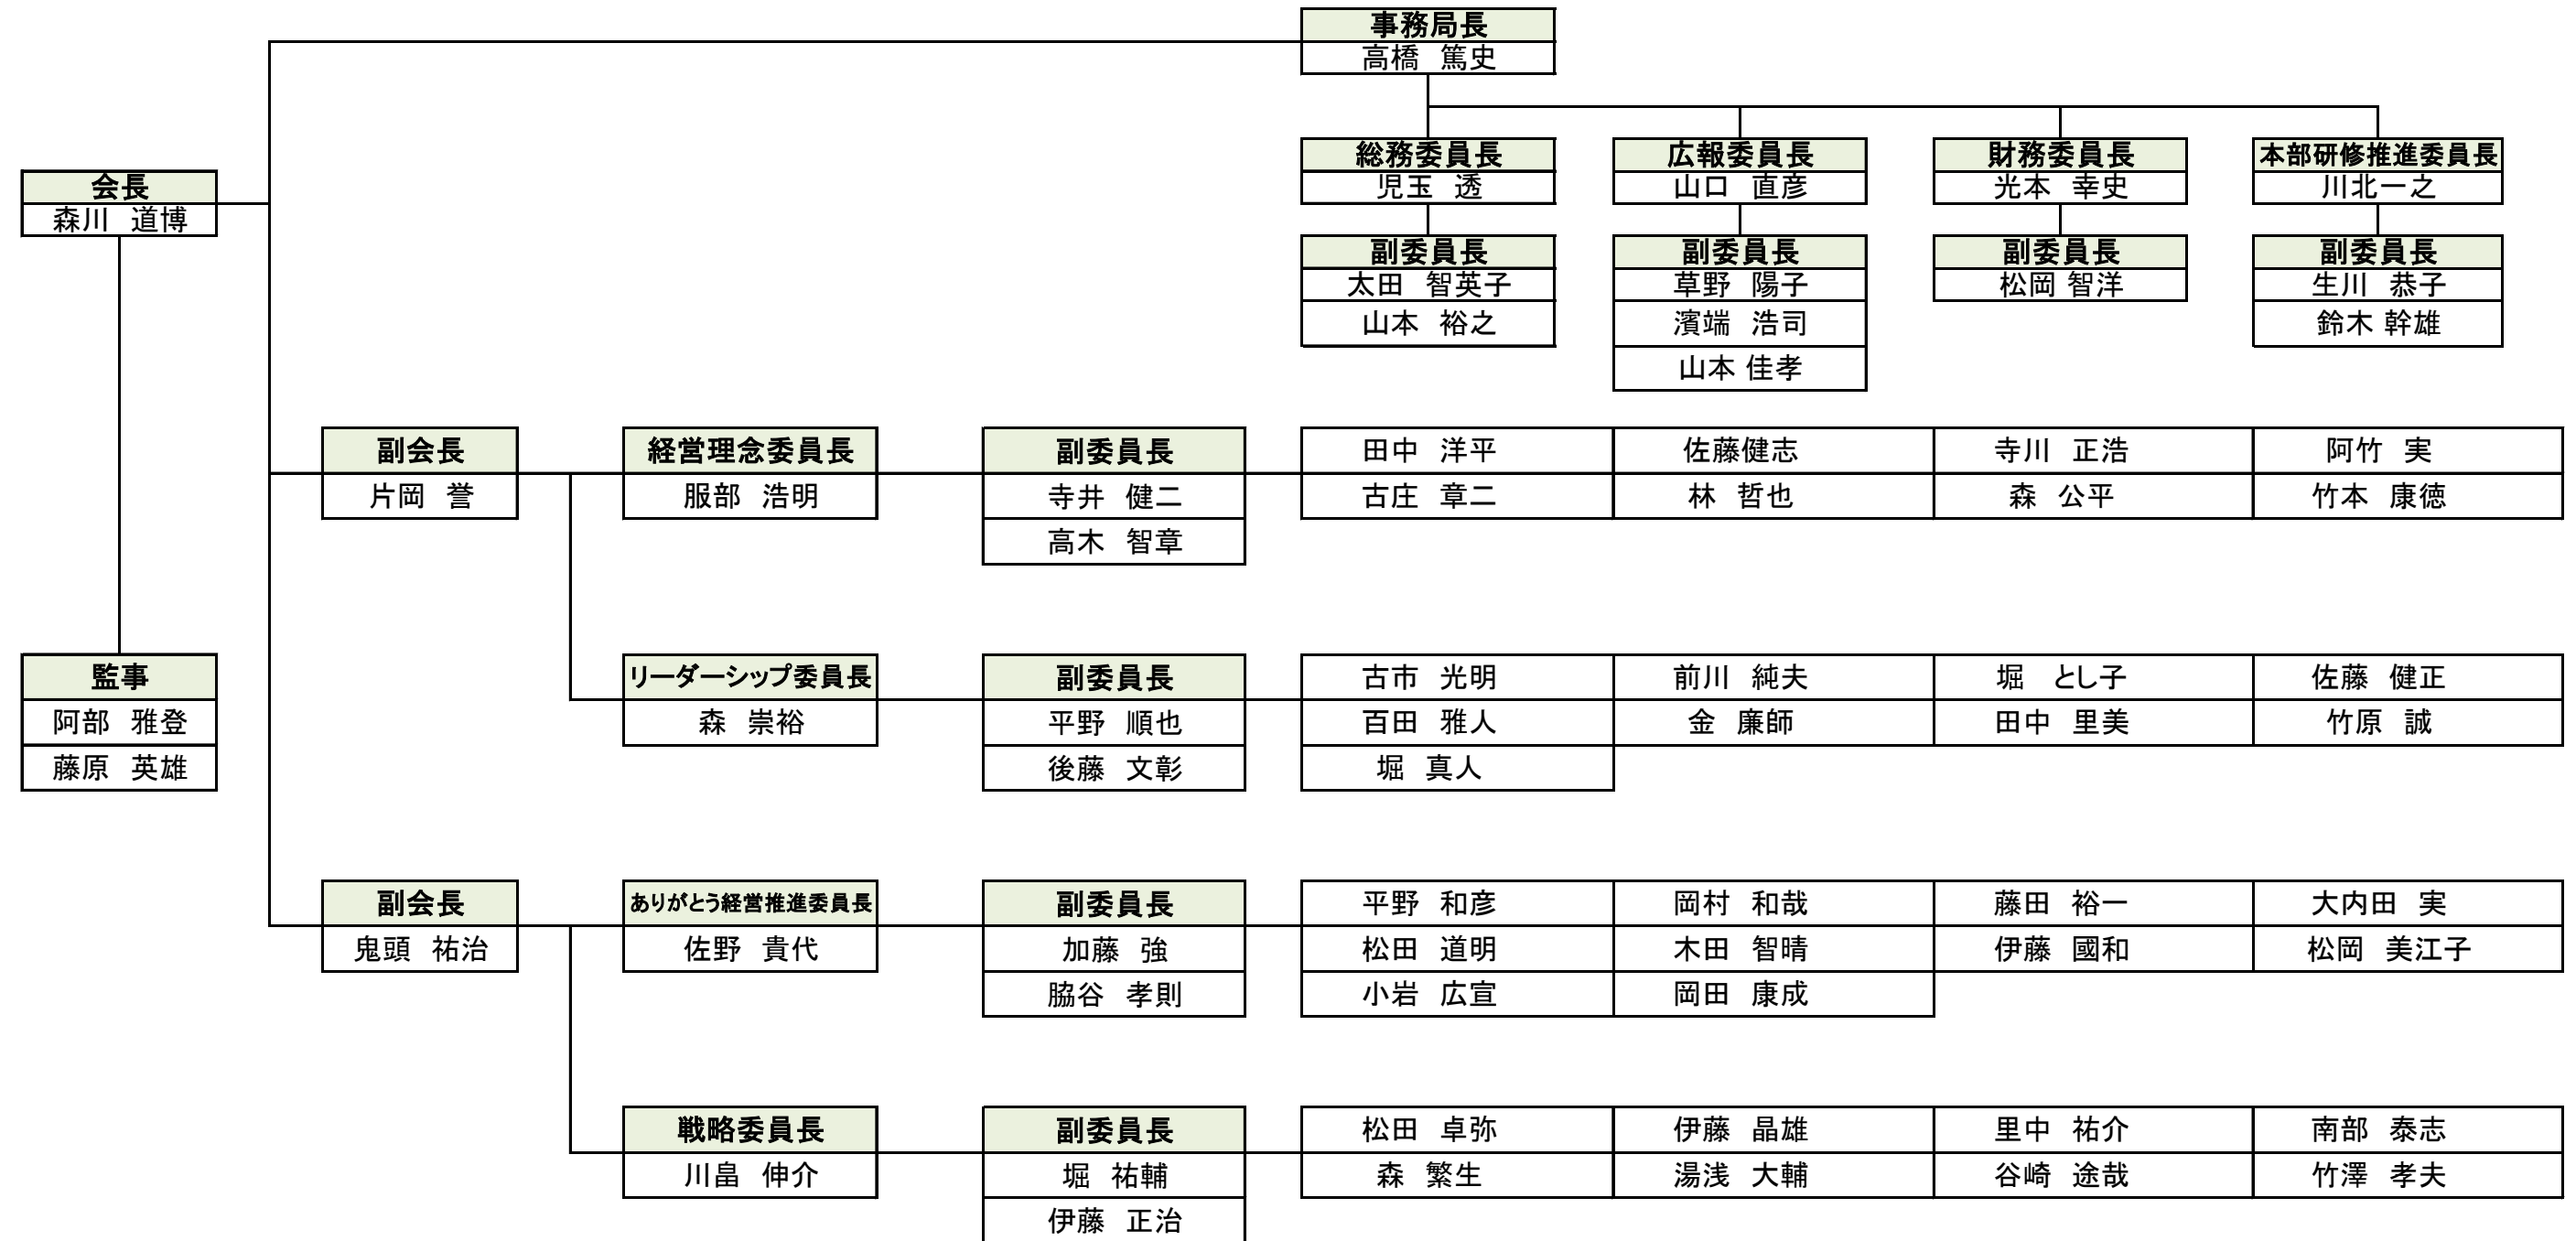 事務局長
高橋　篤史
総務委員長　広報委員長　財務委員長　本部研修推進委員長
児玉　透　山口　直彦　光本　幸史　川北一之
会長
森川　道博
副委員長　副委員長　副委員長　副委員長
太田　智英子　草野　陽子　松岡 智洋　生川　恭子
山本　裕之　濱端　浩司　鈴木 幹雄
山本 佳孝
副会長　経営理念委員長　副委員長　田中　洋平　佐藤健志　寺川　正浩　阿竹　実
片岡　誉　服部　浩明　寺井　健二　古庄　章二　林　哲也　森　公平　竹本　康徳
高木　智章
監事　リーダーシップ委員長　副委員長　古市　光明　前川　純夫　堀　とし子　佐藤　健正
阿部　雅登　森　崇裕　平野　順也　百田　雅人　金　廉師　田中　里美　竹原　誠
藤原　英雄　後藤　文彰　堀　真人
副会長　ありがとう経営推進委員長　副委員長　平野　和彦　岡村　和哉　藤田　裕一　大内田　実
鬼頭　祐治　佐野　貴代　加藤　強　松田　道明　木田　智晴　伊藤　國和　松岡　美江子
脇谷　孝則　小岩　広宣　岡田　康成
戦略委員長　副委員長　松田　卓弥　伊藤　晶雄　里中　祐介　南部　泰志
川畠　伸介　堀　祐輔　森　繁生　湯浅　大輔　谷崎　途哉　竹澤　孝夫
伊藤　正治